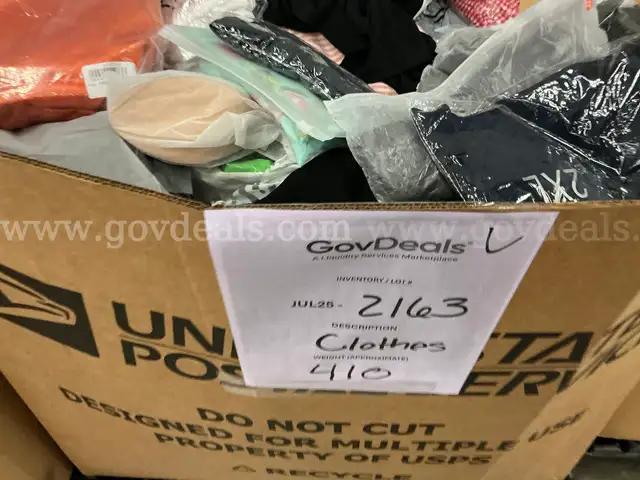 2XL
www.govdeals.com www.govdeals.
GovDeals
A Liquidity Services Marketplace
INVENTORY / LOT #
JUL25 - 2163
DESCRIPTION
Clothes
WEIGHT (APPROXIMATE)
410
DO NOT CUT
DESIGNED FOR MULTIPLE USE
PROPERTY OF USPS
RECYCLE